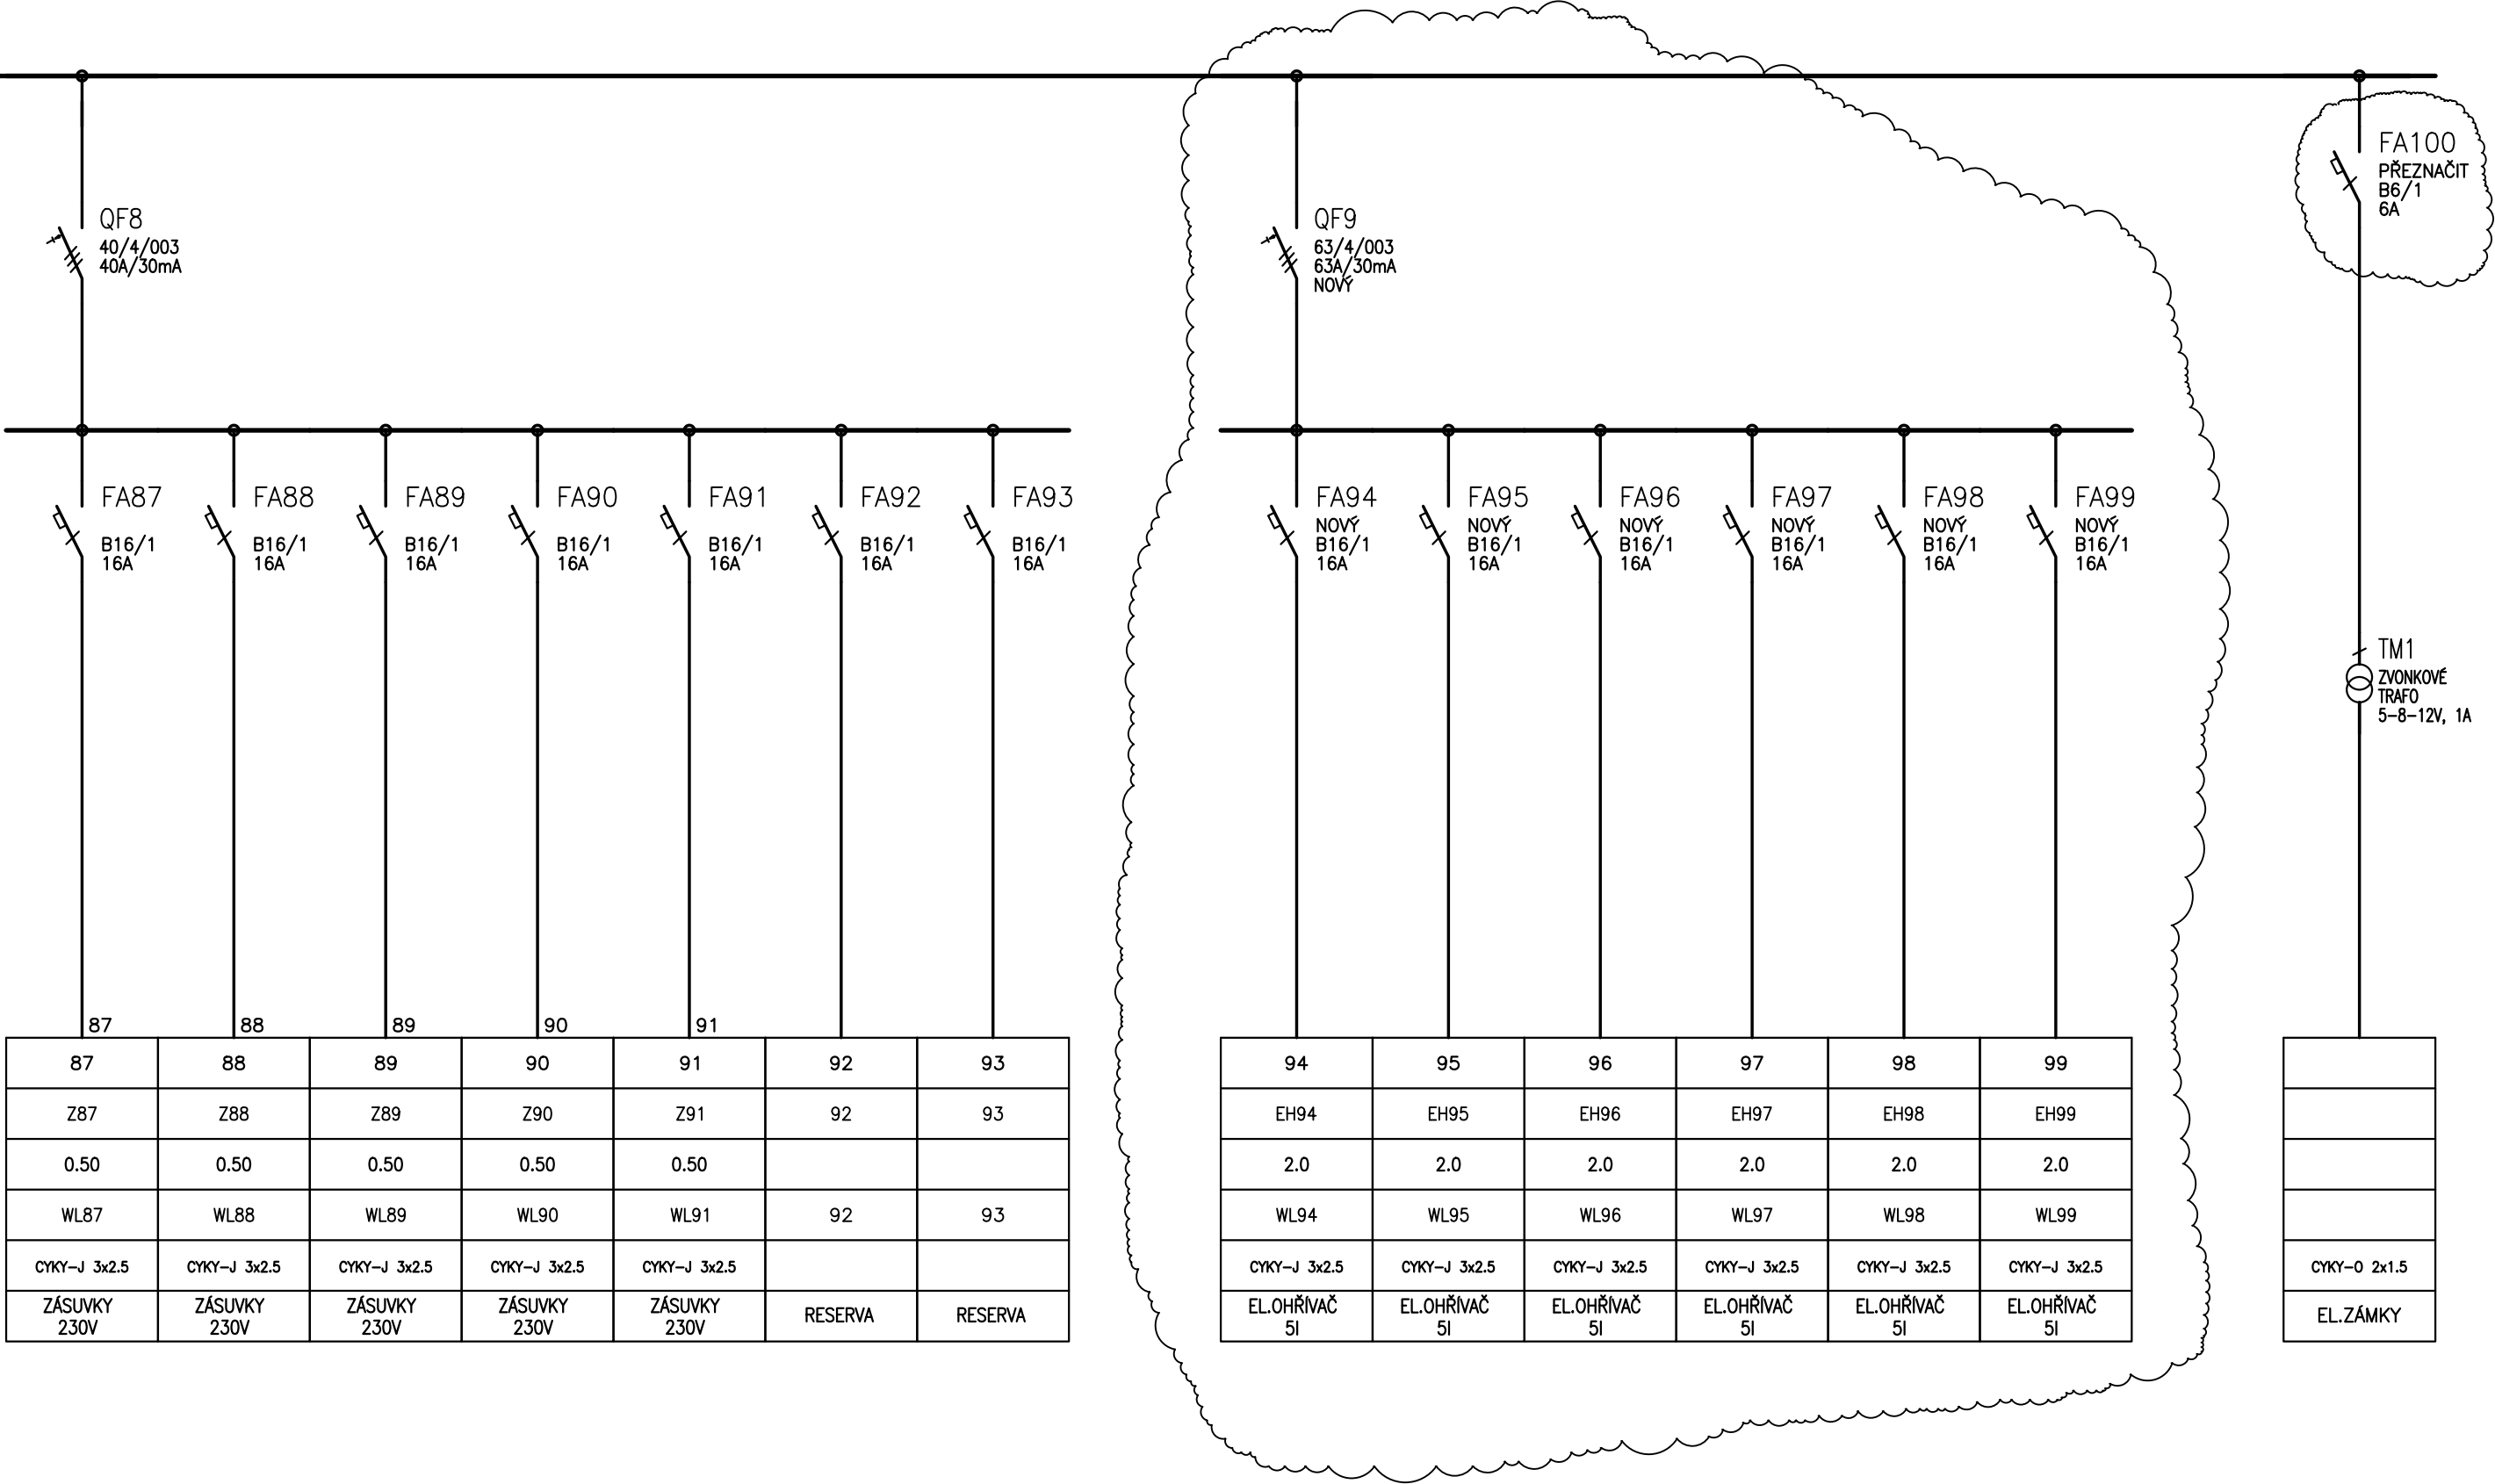 FA100
PŘEZNAČIT
B6/1
6A
QF8
40/4/003
40A/30mA
QF9
63/4/003
63A/30mA
NOVÝ
FA87
B16/1
16A
FA88
B16/1
16A
FA89
B16/1
16A
FA90
B16/1
16A
FA91
B16/1
16A
FA92
B16/1
16A
FA93
B16/1
16A
FA94
NOVÝ
B16/1
16A
FA95
NOVÝ
B16/1
16A
FA96
NOVÝ
B16/1
16A
FA97
NOVÝ
B16/1
16A
FA98
NOVÝ
B16/1
16A
FA99
NOVÝ
B16/1
16A
TM1
ZVONKOVÉ
TRAFO
5-8-12V, 1A
87 88 89 90 91
87 88 89 90 91 92 93 94 95 96 97 98 99
Z87 Z88 Z89 Z90 Z91 92 93 EH94 EH95 EH96 EH97 EH98 EH99
0.50 0.50 0.50 0.50 0.50 2.0 2.0 2.0 2.0 2.0 2.0
WL87 WL88 WL89 WL90 WL91 92 93 WL94 WL95 WL96 WL97 WL98 WL99
CYKY-J 3x2.5 CYKY-J 3x2.5 CYKY-J 3x2.5 CYKY-J 3x2.5 CYKY-J 3x2.5 CYKY-J 3x2.5 CYKY-J 3x2.5 CYKY-J 3x2.5 CYKY-J 3x2.5 CYKY-J 3x2.5 CYKY-J 3x2.5 CYKY-O 2x1.5
ZÁSUVKY
230V
ZÁSUVKY
230V
ZÁSUVKY
230V
ZÁSUVKY
230V
ZÁSUVKY
230V
RESERVA
RESERVA
EL.OHŘÍVAČ
5l
EL.OHŘÍVAČ
5l
EL.OHŘÍVAČ
5l
EL.OHŘÍVAČ
5l
EL.OHŘÍVAČ
5l
EL.OHŘÍVAČ
5l
EL.ZÁMKY